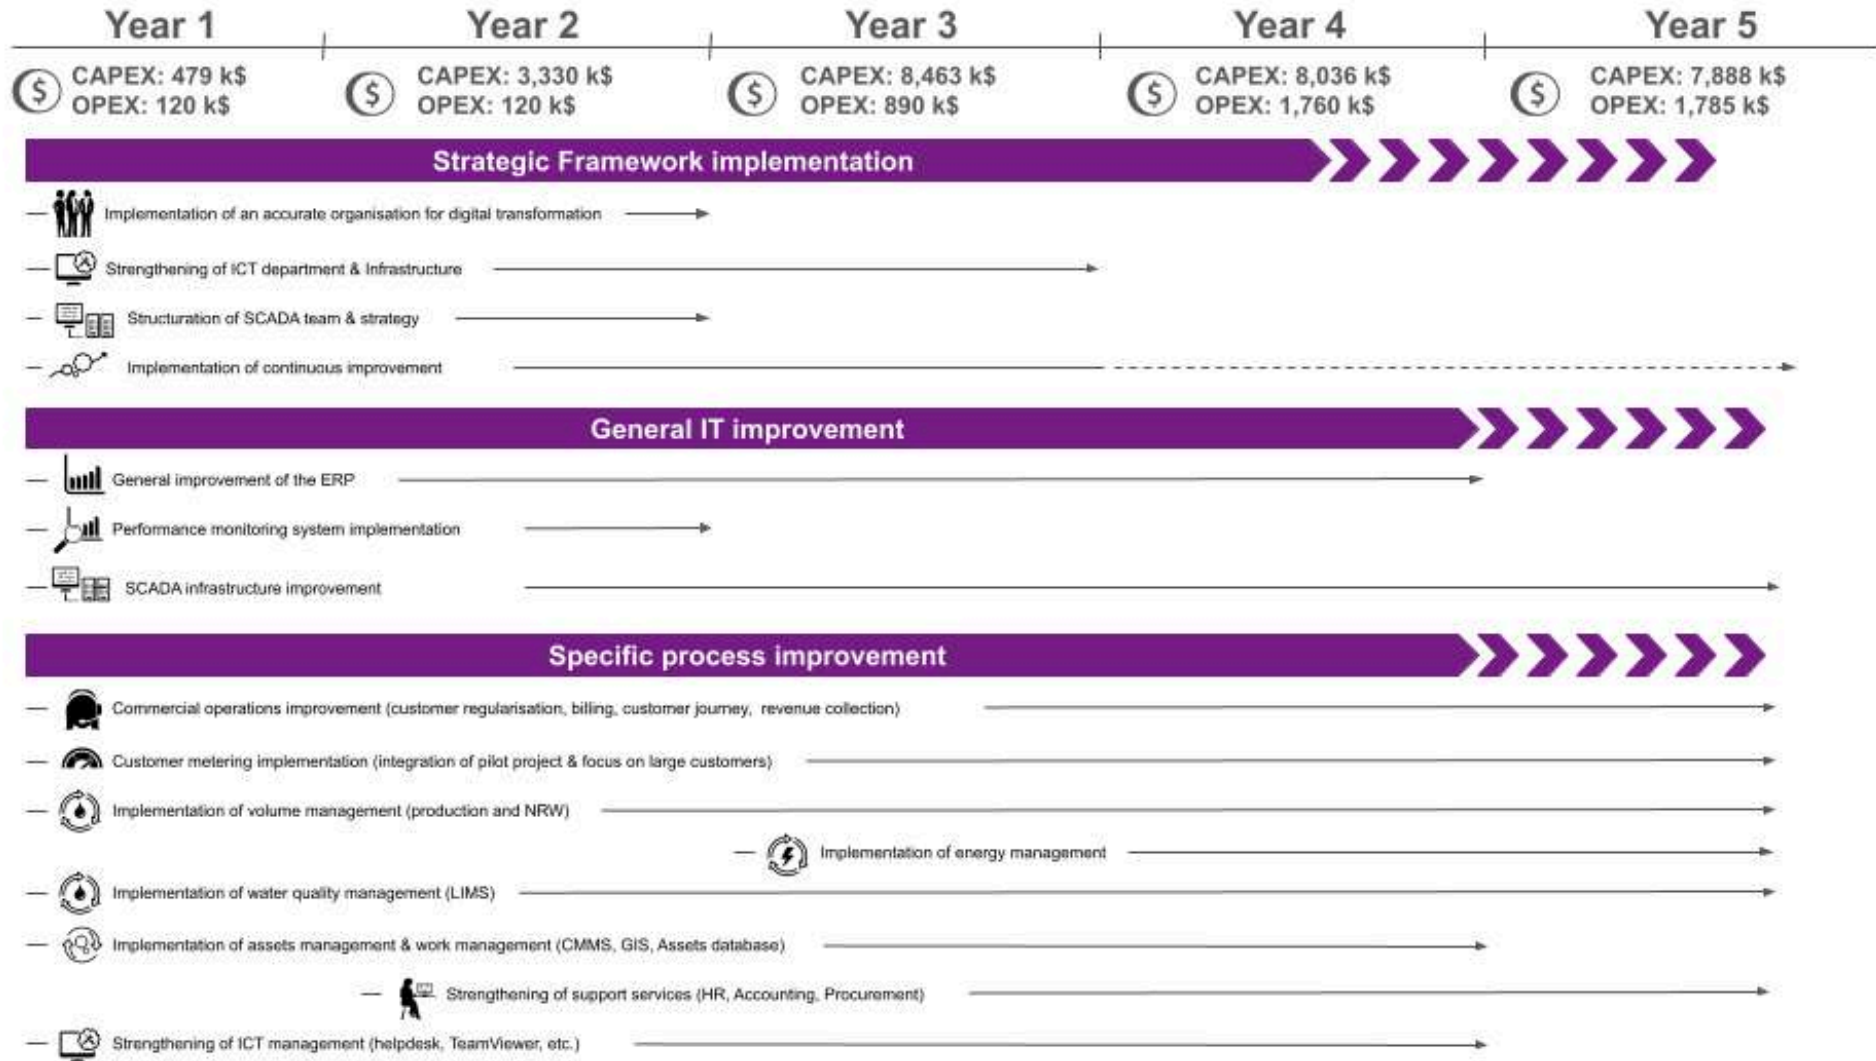 Year 1 Year 2 Year 3 Year 4 Year 5
CAPEX: 479 k$
OPEX: 120 k$
CAPEX: 3,330 k$
OPEX: 120 k$
CAPEX: 8,463 k$
OPEX: 890 k$
CAPEX: 8,036 k$
OPEX: 1,760 k$
CAPEX: 7,888 k$
OPEX: 1,785 k$
Strategic Framework implementation
Implementation of an accurate organisation for digital transformation
Strengthening of ICT department & Infrastructure
Structuration of SCADA team & strategy
Implementation of continuous improvement
General IT improvement
General improvement of the ERP
Performance monitoring system implementation
SCADA infrastructure improvement
Specific process improvement
Commercial operations improvement (customer regularisation, billing, customer journey, revenue collection)
Customer metering implementation (integration of pilot project & focus on large customers)
Implementation of volume management (production and NRW)
Implementation of energy management
Implementation of water quality management (LIMS)
Implementation of assets management & work management (CMMS, GIS, Assets database)
Strengthening of support services (HR, Accounting, Procurement)
Strengthening of ICT management (helpdesk, TeamViewer, etc.)